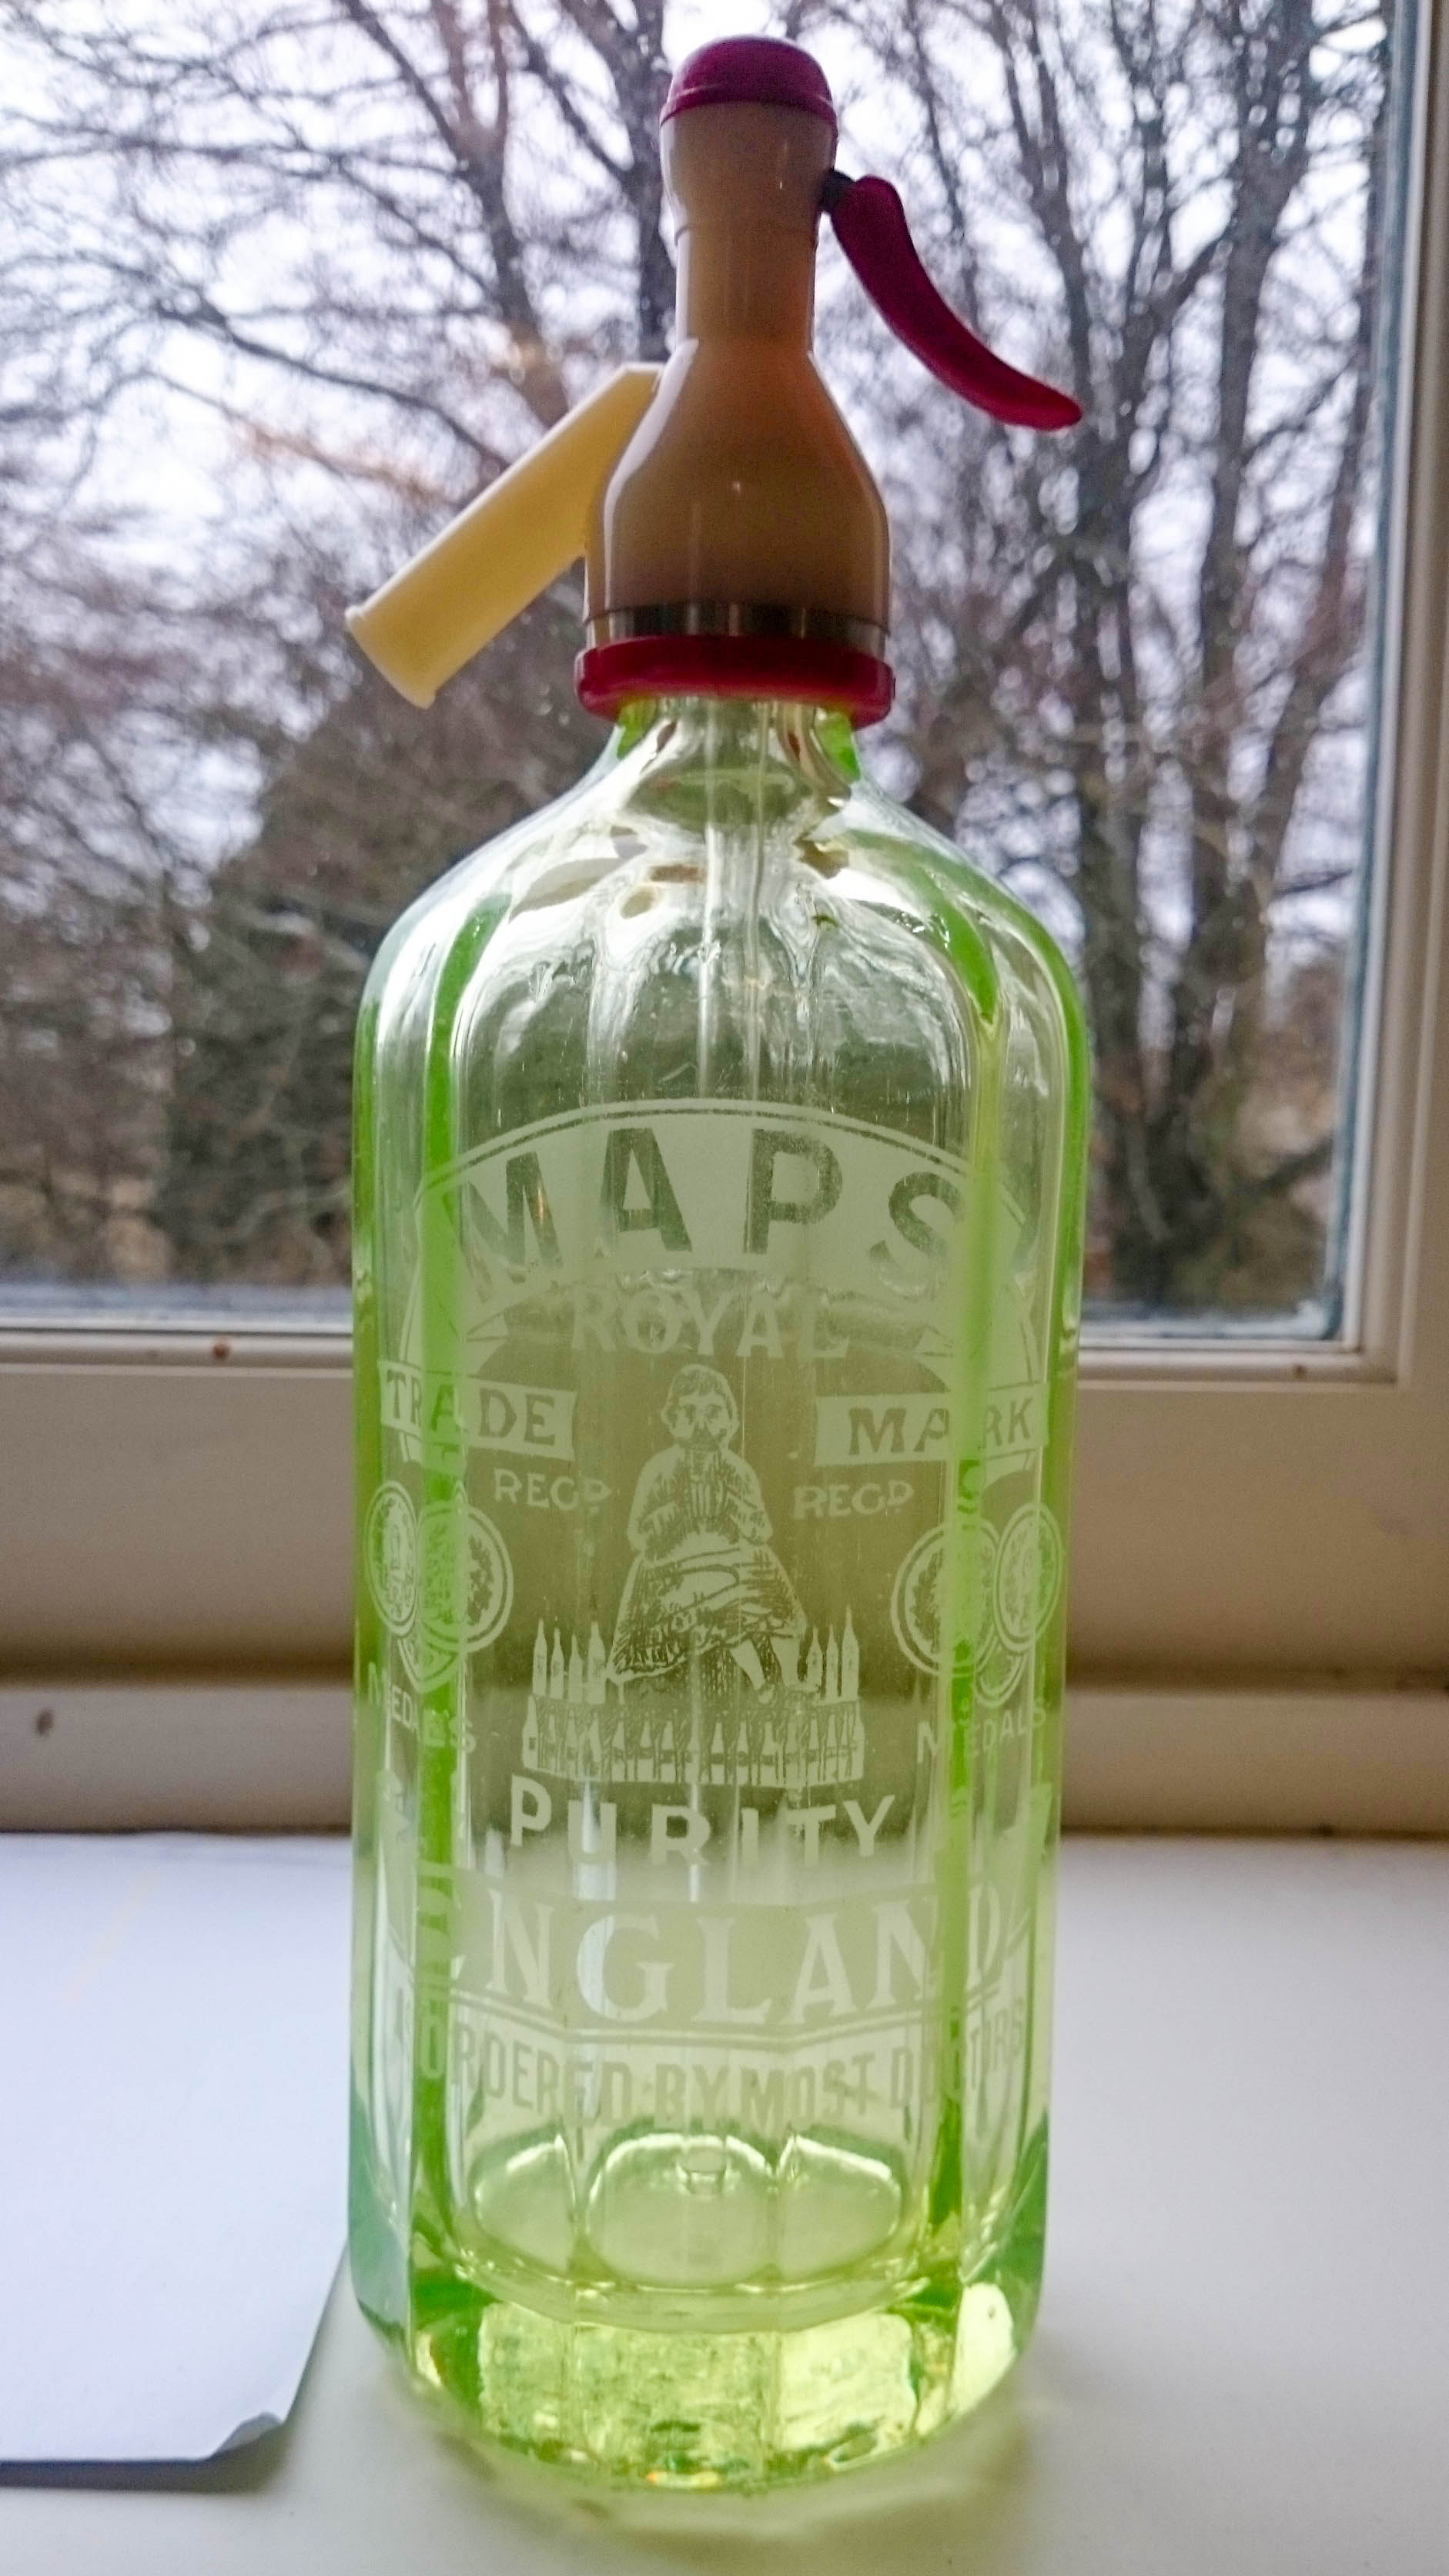 MAPS
ROYAL
TRADE MARK
REGD REGD
MEDALS MEDALS
PURITY
ENGLAND
ORDERED BY MOST DOCTORS